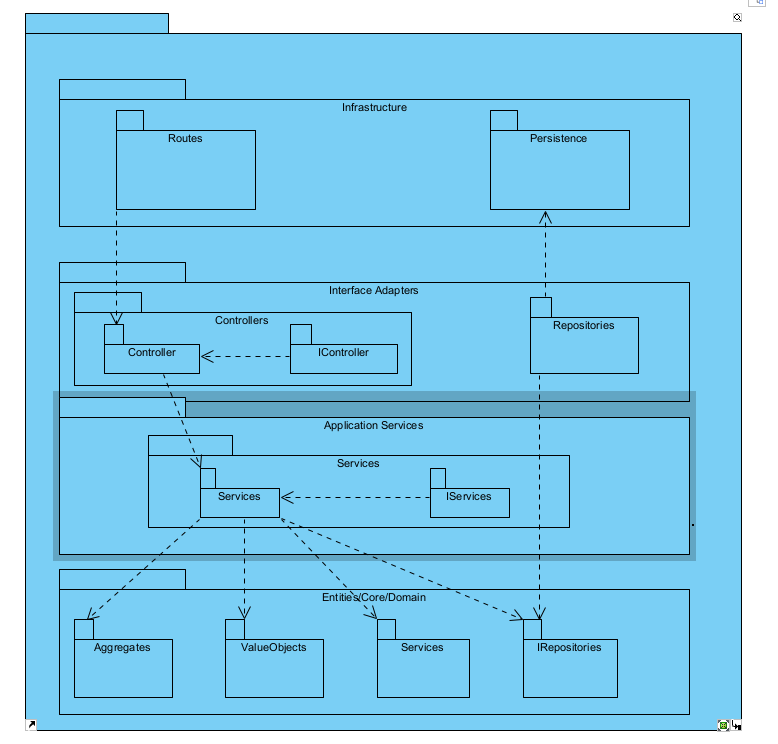 Infrastructure
Routes
Persistence
Interface Adapters
Controllers
Controller
IController
Repositories
Application Services
Services
Services
IServices
Entities/Core/Domain
Aggregates
ValueObjects
Services
IRepositories